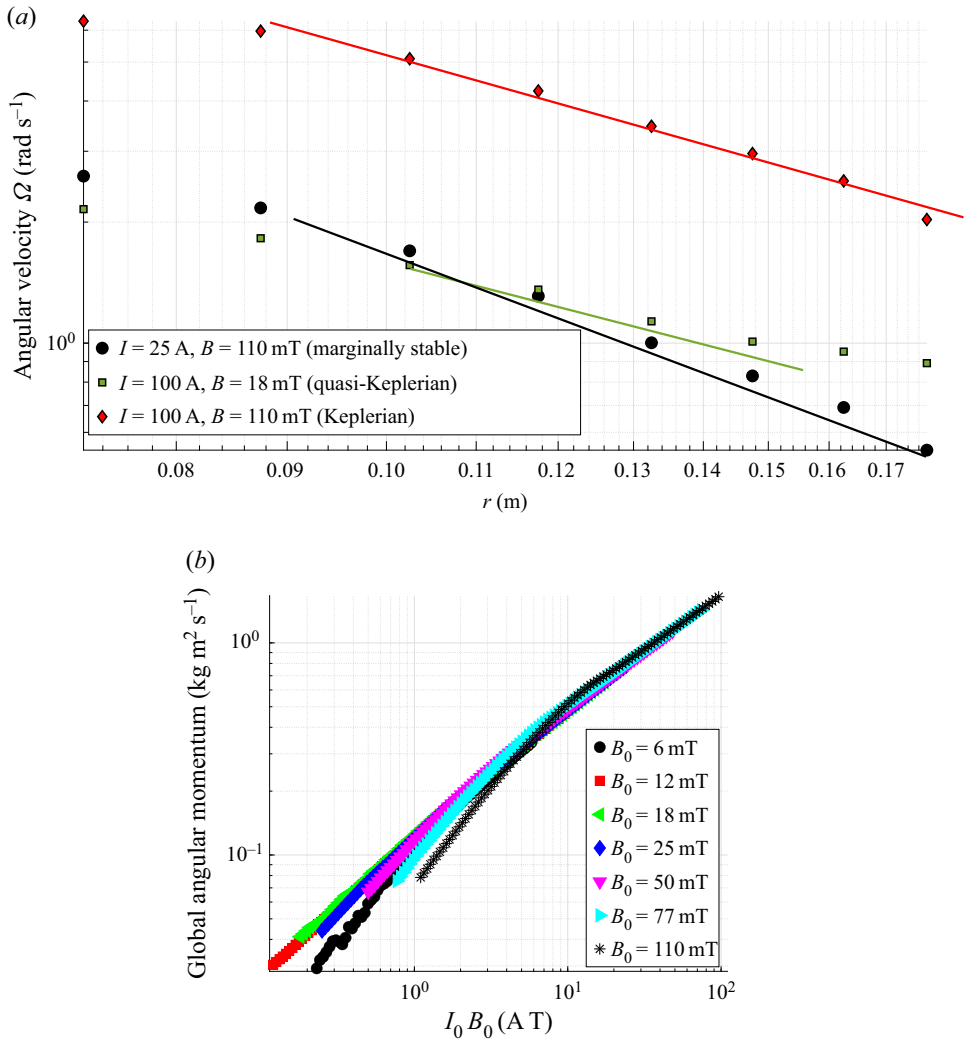 (a)
Angular velocity Ω (rad s⁻¹)
10⁰
I = 25 A, B = 110 mT (marginally stable)
I = 100 A, B = 18 mT (quasi-Keplerian)
I = 100 A, B = 110 mT (Keplerian)
0.08 0.09 0.10 0.11 0.12 0.13 0.14 0.15 0.16 0.17
r (m)
(b)
Global angular momentum (kg m² s⁻¹)
10⁰
10⁻¹
B₀ = 6 mT
B₀ = 12 mT
B₀ = 18 mT
B₀ = 25 mT
B₀ = 50 mT
B₀ = 77 mT
B₀ = 110 mT
10⁰ 10¹ 10²
I₀ B₀ (A T)